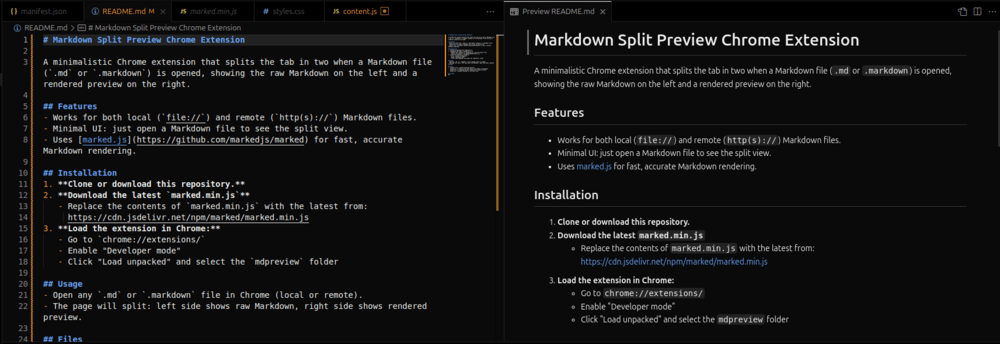 manifest.json
README.md M
marked.min.js
styles.css
content.js
README.md > # Markdown Split Preview Chrome Extension
1 # Markdown Split Preview Chrome Extension
2
3 A minimalistic Chrome extension that splits the tab in two when a Markdown file
(`.md` or `.markdown`) is opened, showing the raw Markdown on the left and a
rendered preview on the right.
4
5 ## Features
6 - Works for both local (`file://`) and remote (`http(s)://`) Markdown files.
7 - Minimal UI: just open a Markdown file to see the split view.
8 - Uses [marked.js](https://github.com/markedjs/marked) for fast, accurate
Markdown rendering.
9
10 ## Installation
11 1. **Clone or download this repository.**
12 2. **Download the latest `marked.min.js`**
13 - Replace the contents of `marked.min.js` with the latest from:
14 https://cdn.jsdelivr.net/npm/marked/marked.min.js
15 3. **Load the extension in Chrome:**
16 - Go to `chrome://extensions/`
17 - Enable "Developer mode"
18 - Click "Load unpacked" and select the `mdpreview` folder
19
20 ## Usage
21 - Open any `.md` or `.markdown` file in Chrome (local or remote).
22 - The page will split: left side shows raw Markdown, right side shows rendered
preview.
23
24 ## Files
Preview README.md
Markdown Split Preview Chrome Extension
A minimalistic Chrome extension that splits the tab in two when a Markdown file (.md or .markdown) is opened,
showing the raw Markdown on the left and a rendered preview on the right.
Features
• Works for both local (file://) and remote (http(s)://) Markdown files.
• Minimal UI: just open a Markdown file to see the split view.
• Uses marked.js for fast, accurate Markdown rendering.
Installation
1. Clone or download this repository.
2. Download the latest marked.min.js
Replace the contents of marked.min.js with the latest from:
https://cdn.jsdelivr.net/npm/marked/marked.min.js
3. Load the extension in Chrome:
Go to chrome://extensions/
Enable "Developer mode"
Click "Load unpacked" and select the mdpreview folder